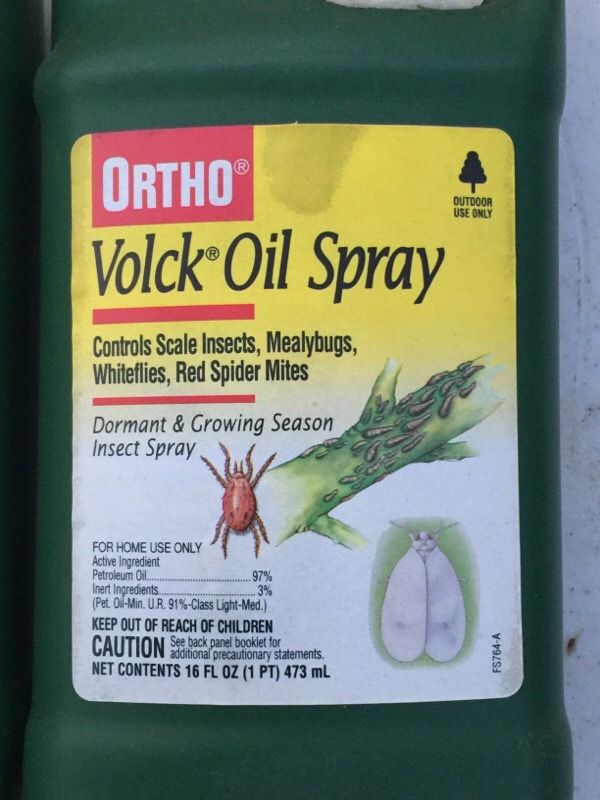 ORTHO®
OUTDOOR
USE ONLY
Volck® Oil Spray
Controls Scale Insects, Mealybugs,
Whiteflies, Red Spider Mites
Dormant & Growing Season
Insect Spray
FOR HOME USE ONLY
Active Ingredient
Petroleum Oil.................................97%
Inert Ingredients.............................3%
(Pet. Oil-Min. U.R. 91%-Class Light-Med.)
KEEP OUT OF REACH OF CHILDREN
CAUTION See back panel booklet for
additional precautionary statements.
NET CONTENTS 16 FL OZ (1 PT) 473 mL
FS764-A